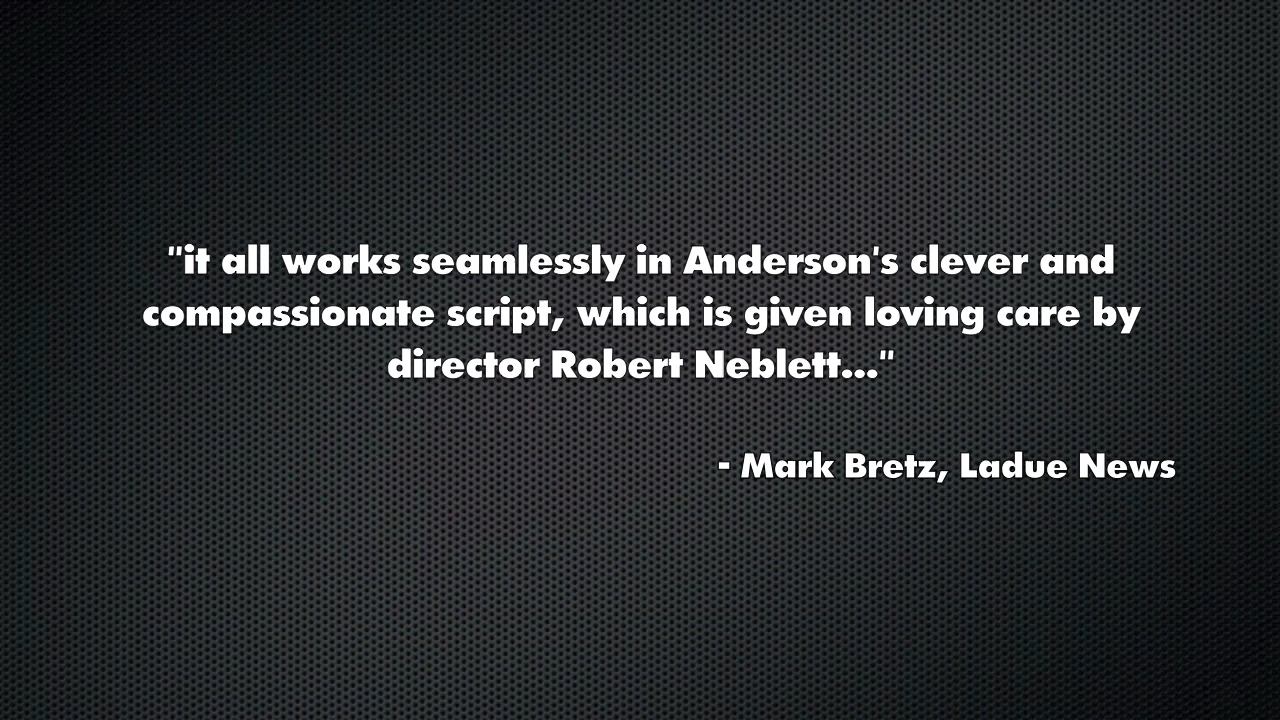 "it all works seamlessly in Anderson's clever and
compassionate script, which is given loving care by
director Robert Neblett..."
- Mark Bretz, Ladue News